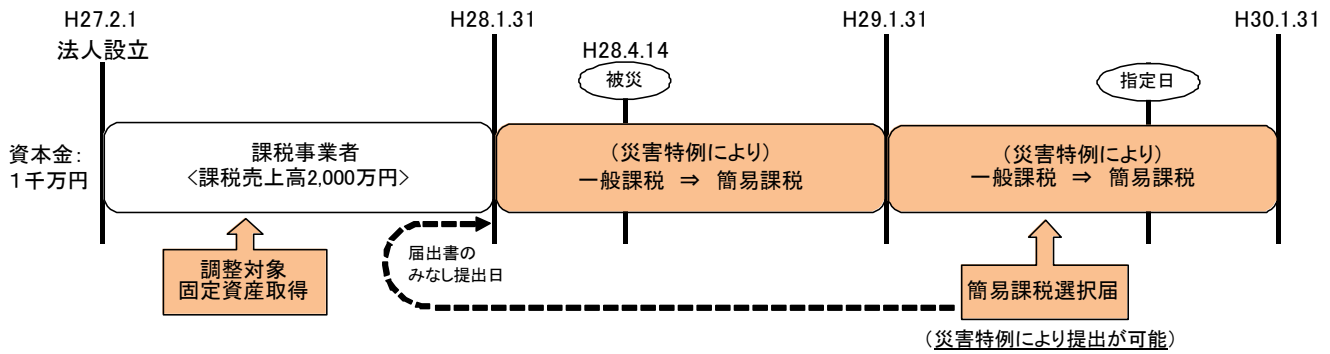 H27.2.1
法人設立
H28.1.31
H29.1.31
H30.1.31
H28.4.14
被災
指定日
資本金:
1千万円
課税事業者
<課税売上高2,000万円>
(災害特例により)
一般課税 ⇒ 簡易課税
(災害特例により)
一般課税 ⇒ 簡易課税
調整対象
固定資産取得
届出書の
みなし提出日
簡易課税選択届
(災害特例により提出が可能)